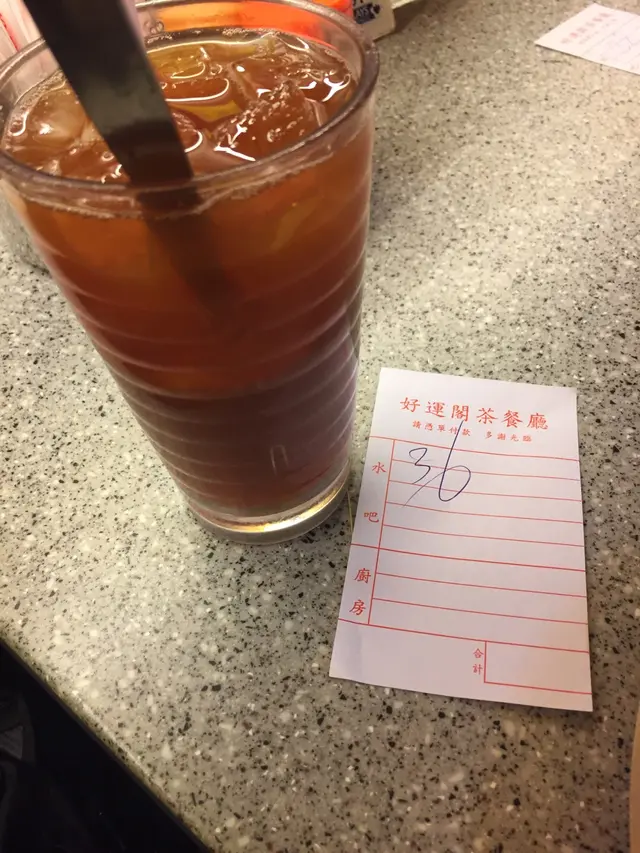 好運閣茶餐廳
請憑單付款 多謝光臨
36
水吧
廚房
合計